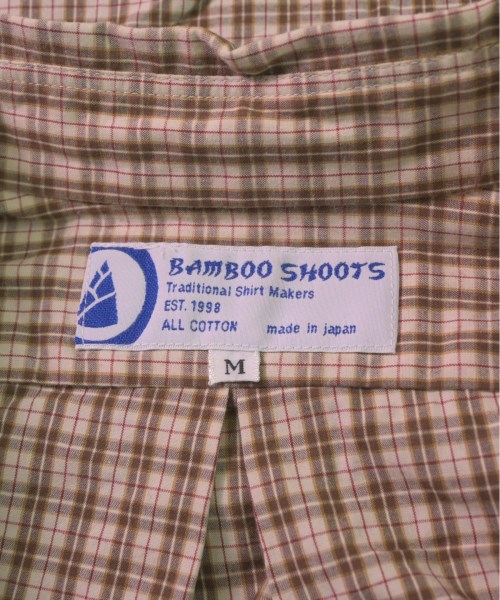 BAMBOO SHOOTS
Traditional Shirt Makers
EST. 1998
ALL COTTON made in japan
M